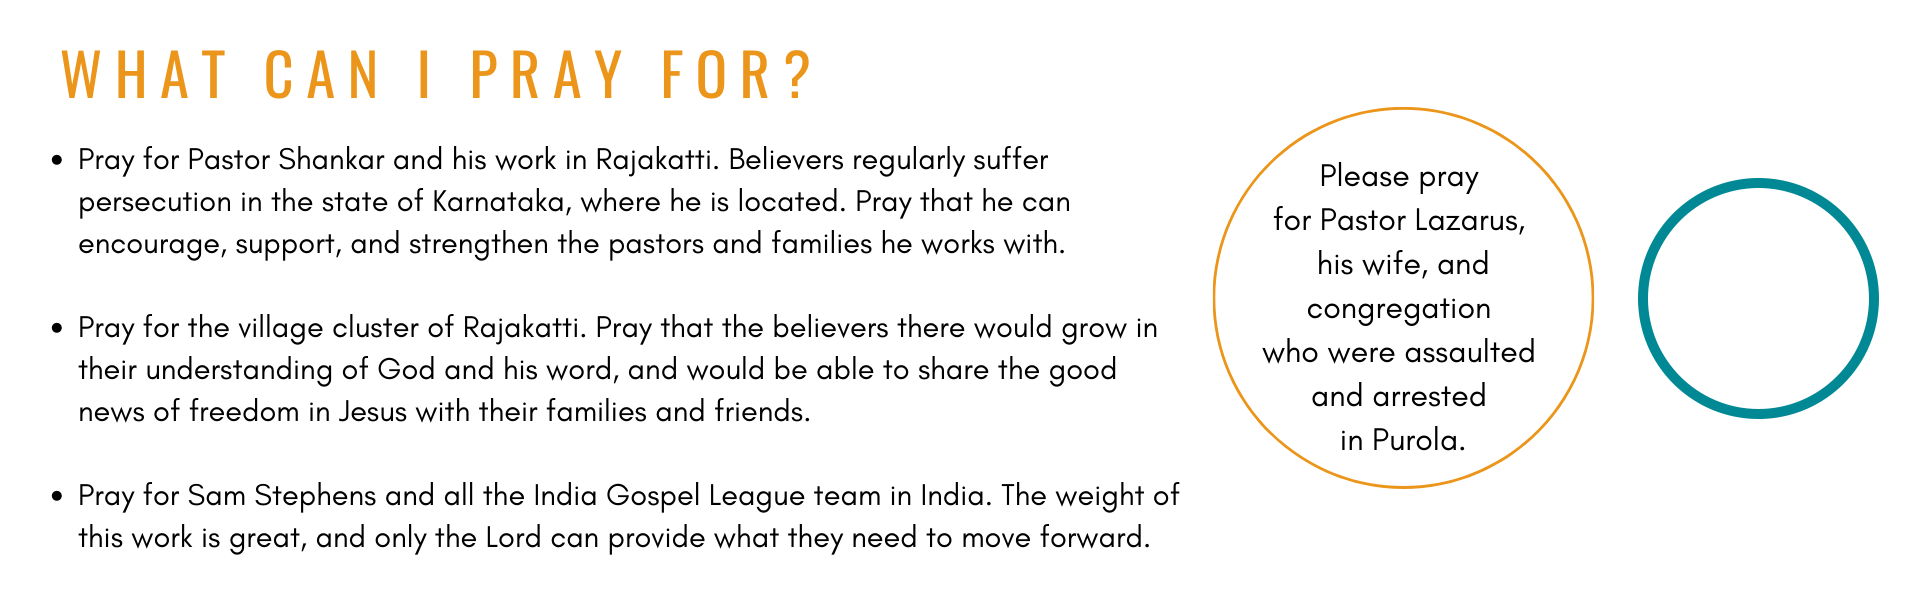 WHAT CAN I PRAY FOR?
• Pray for Pastor Shankar and his work in Rajakatti. Believers regularly suffer
persecution in the state of Karnataka, where he is located. Pray that he can
encourage, support, and strengthen the pastors and families he works with.
• Pray for the village cluster of Rajakatti. Pray that the believers there would grow in
their understanding of God and his word, and would be able to share the good
news of freedom in Jesus with their families and friends.
• Pray for Sam Stephens and all the India Gospel League team in India. The weight of
this work is great, and only the Lord can provide what they need to move forward.
Please pray
for Pastor Lazarus,
his wife, and
congregation
who were assaulted
and arrested
in Purola.